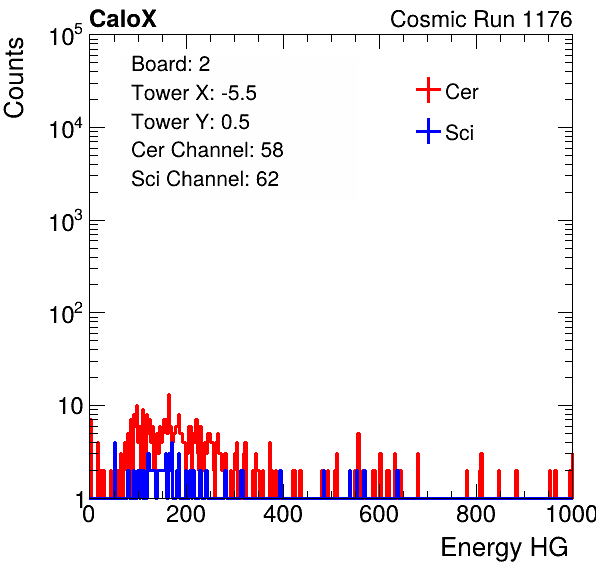 CaloX Cosmic Run 1176
Counts
10^5
10^4
10^3
10^2
10
1
Board: 2
Tower X: -5.5
Tower Y: 0.5
Cer Channel: 58
Sci Channel: 62
Cer
Sci
0 200 400 600 800 1000
Energy HG